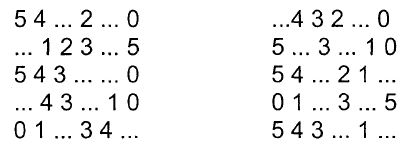 5 4 ... 2 ... 0
... 1 2 3 ... 5
5 4 3 ... ... 0
... 4 3 ... 1 0
0 1 ... 3 4 ...
...4 3 2 ... 0
5 ... 3 ... 1 0
5 4 ... 2 1 ...
0 1 ... 3 ... 5
5 4 3 ... 1 ...